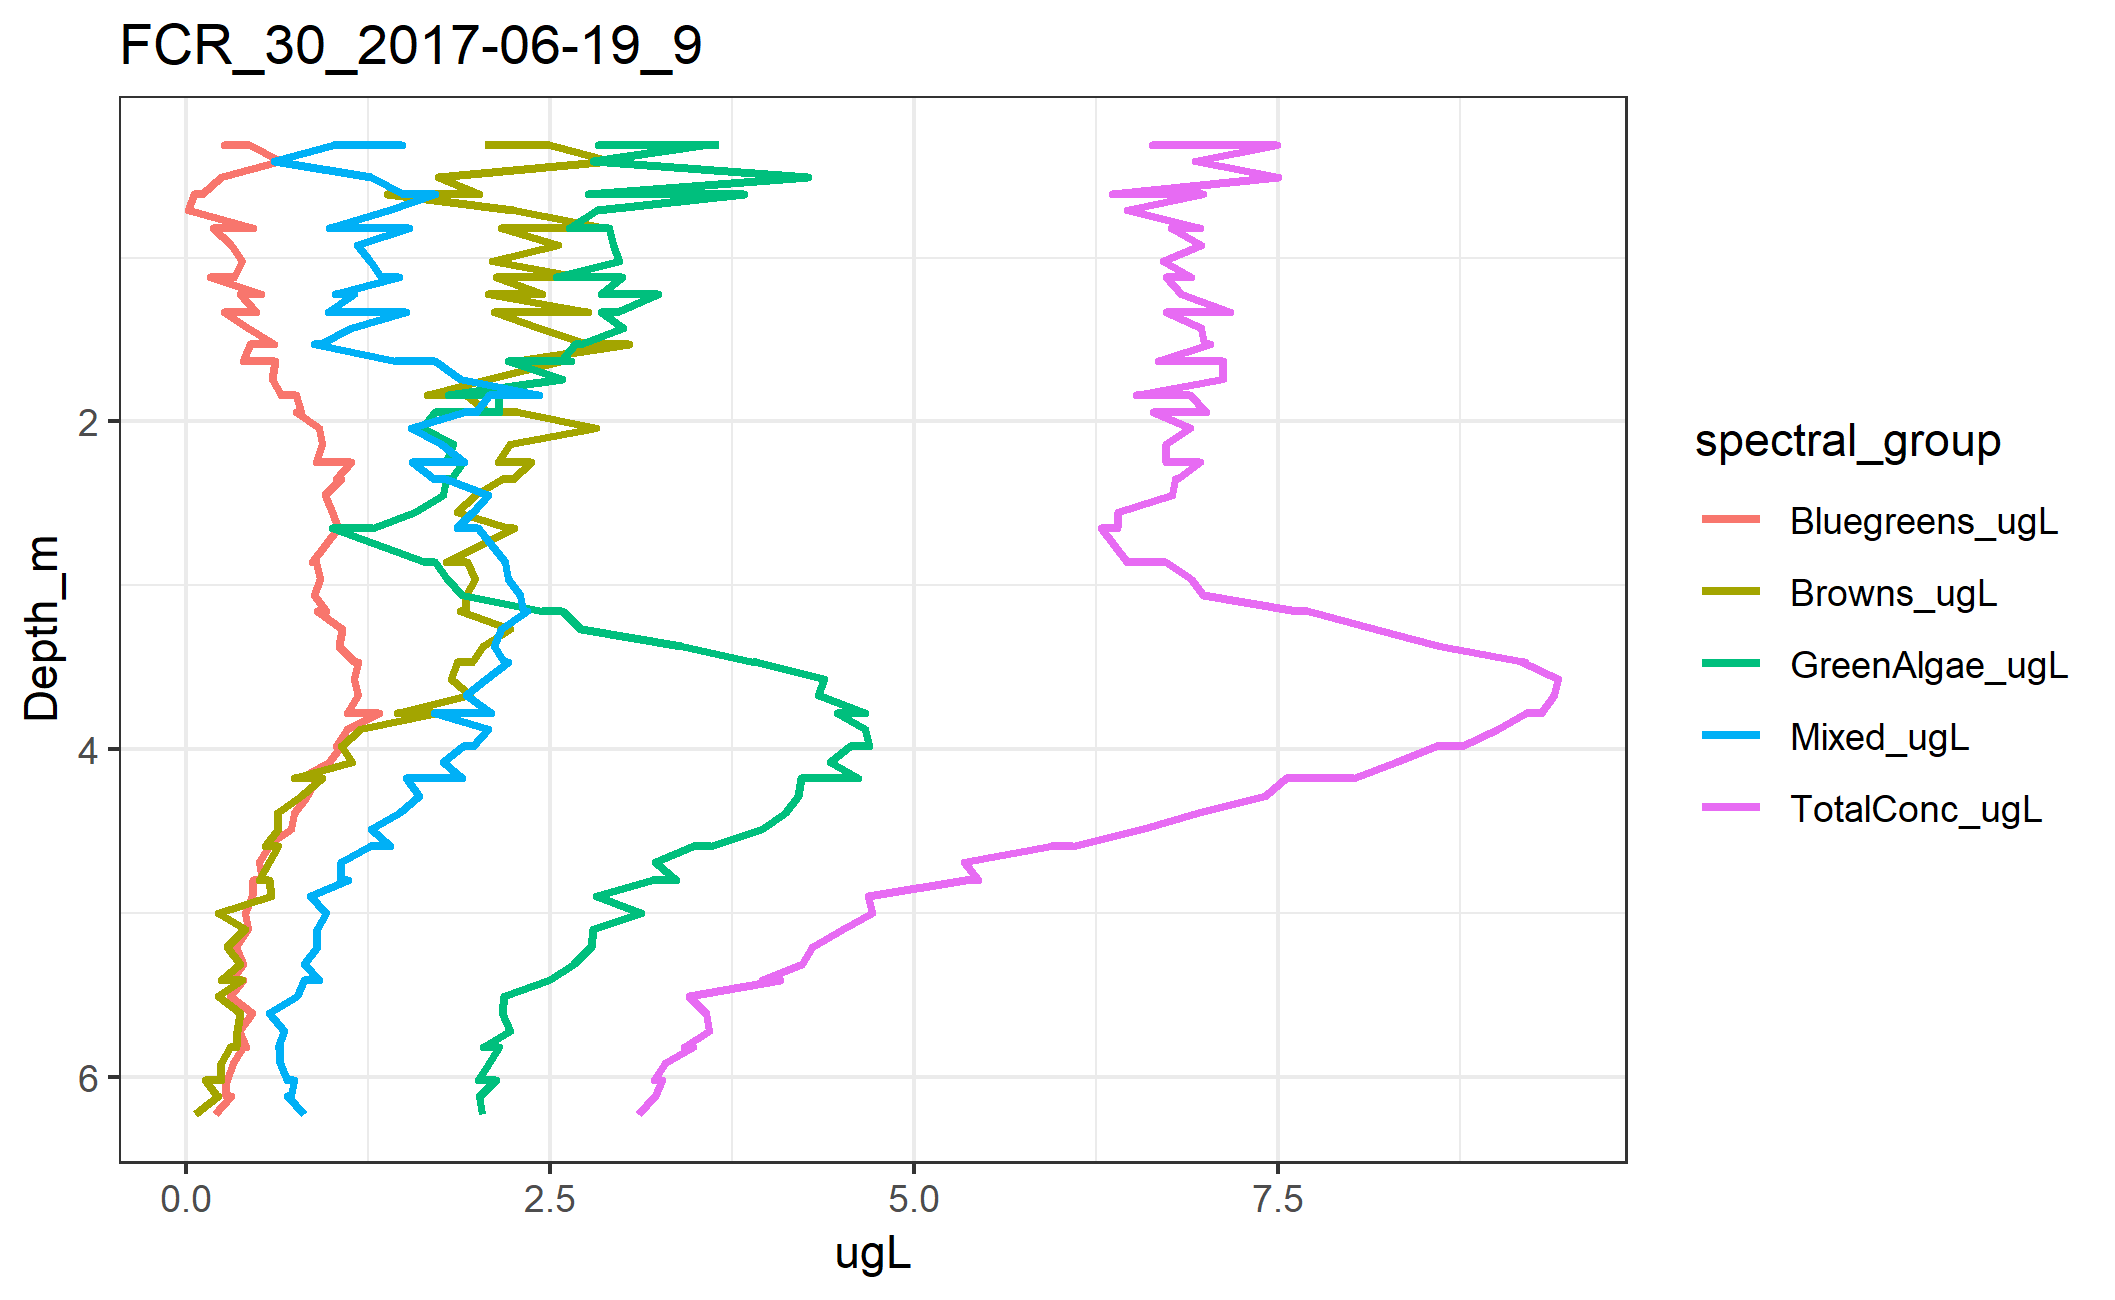 FCR_30_2017-06-19_9
Depth_m
2
4
6
0.0 2.5 5.0 7.5
ugL
spectral_group
Bluegreens_ugL
Browns_ugL
GreenAlgae_ugL
Mixed_ugL
TotalConc_ugL